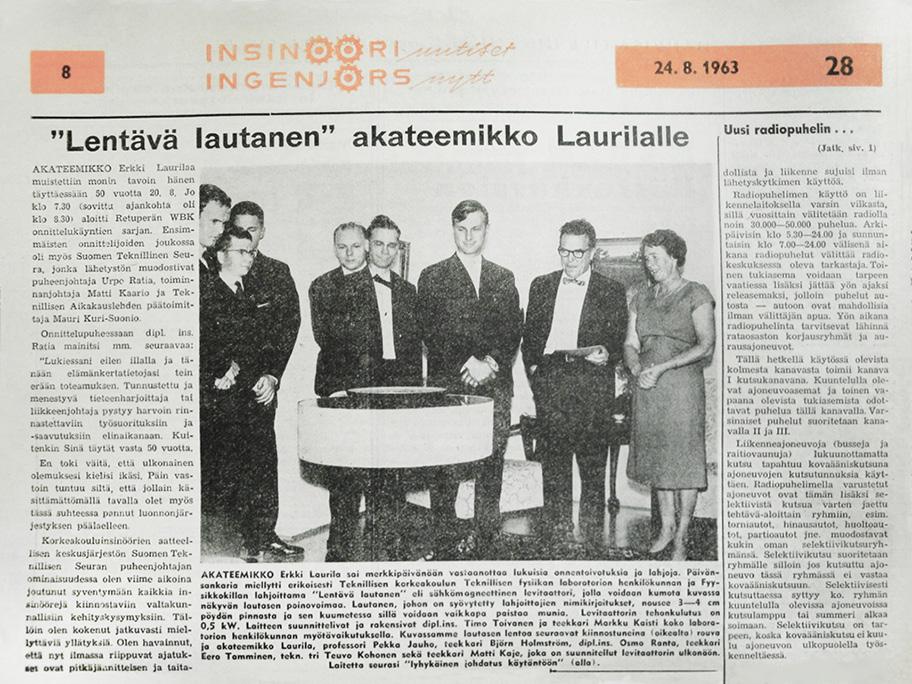 8
INSINÖÖRI uutiset
INGENJÖRS nytt
24. 8. 1963
28
"Lentävä lautanen" akateemikko Laurilalle
AKATEEMIKKO Erkki Laurilaa
muistettiin monin tavoin hänen
täyttäessään 50 vuotta 20. 8. Jo
klo 7.30 (sovittu ajankohta oli
klo 8.30) aloitti Retuperän WBK
onnittelukäyntien sarjan. Ensim-
mäisten onnittelijoiden joukossa
oli myös Suomen Teknillinen Seu-
ra, jonka lähetystön muodostivat
puheenjohtaja Urpo Ratia, toimin-
nanjohtaja Matti Kaario ja Tek-
nillisen Aikakauslehden päätoimit-
taja Mauri Kuri-Suonio.
Onnittelupuheessaan dipl. ins.
Ratia mainitsi mm. seuraavaa:
"Lukiessani eilen illalla ja tä-
nään elämänkertatietojasi tein
erään toteamuksen. Tunnustettu ja
menestyvä tieteenharjoittaja tai
liikkeenjohtaja pystyy harvoin rin-
nastettaviin työsuorituksiin ja
-saavutuksiin elinaikanaan. Kui-
tenkin Sinä täytät vasta 50 vuotta.
En toki väitä, että ulkonainen
olemuksesi kielisi ikäsi. Päin vas-
toin tuntuu siltä, että jollain kä-
sittämättömällä tavalla olet myös
tässä suhteessa pannut luonnonjär-
jestyksen päälaelleen.
Korkeakouluinsinöörien aatteel-
lisen keskusjärjestön Suomen Tek-
nillisen Seuran puheenjohtajan
ominaisuudessa olen viime aikoina
joutunut syventymään kaikkia in-
sinöörejä kiinnostaviin valtakun-
nallisiin kehityskysymyksiin. Täl-
löin olen kokenut jatkuvasti miel-
lyttäviä yllätyksiä. Olen havainnut,
että nyt ilmassa riippuvat ajatuk-
set ovat pitkäjännitteisen ja taita-
AKATEEMIKKO Erkki Laurila sai merkkipäivänään vastaanottaa lukuisia onnentoivotuksia ja lahjoja. Päivän-
sankaria miellytti erikoisesti Teknillisen korkeakoulun Teknillisen fysiikan laboratorion henkilökunnan ja Fyy-
sikkokillan lahjoittama "Lentävä lautanen" eli sähkömagneettinen levitaattori, jolla voidaan kumota kuvassa
näkyvän lautasen painovoima. Lautanen, johon on syövytetty lahjoittajien nimikirjoitukset, nousee 3—4 cm
pöydän pinnasta ja sen kuumetessa sillä voidaan vaikkapa paistaa munia. Levitaattorin tehonkulutus on
0,5 kW. Laitteen suunnittelivat ja rakensivat dipl.ins. Timo Toivanen ja teekkari Markku Kaisti koko labora-
torion henkilökunnan myötävaikutuksella. Kuvassamme lautasen lentoa seuraavat kiinnostuneina (oikealta) rouva
ja akateemikko Laurila, professori Pekka Jauho, teekkari Björn Holmström, dipl.ins. Osmo Ranta, teekkari
Eero Tamminen, tekn. tri Teuvo Kohonen sekä teekkari Matti Kaje, joka on suunnitellut levitaattorin ulkonäön.
Laitetta seurasi "lyhykäinen johdatus käytäntöön" (alla).
Uusi radiopuhelin . . .
(Jatk. siv. 1)
dollista ja liikenne sujuisi ilman
lähetyskytkimen käyttöä.
Radiopuhelimen käyttö on lii-
kennelaitoksella varsin vilkasta,
sillä vuosittain välitetään radiolla
noin 30.000—50.000 puhelua. Arki-
päivisin klo 5.30—24.00 ja sunnun-
taisin klo 7.00—24.00 välisenä ai-
kana radiopuhelut välittää radio-
keskuksessa oleva tarkastaja. Toi-
nen tukiasema voidaan tarpeen
vaatiessa lisäksi jättää yön ajaksi
releasemaksi, jolloin puhelut au-
tosta — autoon ovat mahdollisia
ilman välittäjän apua. Yön aikana
radiopuhelinta tarvitsevat lähinnä
rataosaston korjausryhmät ja au-
rausajoneuvot.
Tällä hetkellä käytössä olevista
kolmesta kanavasta toimii kanava
I kutsukanavana. Kuuntelulla ole-
vat ajoneuvoasemat ja toinen va-
paana olevista tukiasemista odot-
tavat puhelua tällä kanavalla. Var-
sinaiset puhelut suoritetaan kana-
valla II ja III.
Liikenneajoneuvoja (busseja ja
raitiovaunuja) lukuunottamatta
kutsu tapahtuu kovaäänikutsuna
ajoneuvojen kutsutunnuksia käyt-
täen. Radiopuhelimella varustetut
ajoneuvot ovat tämän lisäksi se-
lektiivistä kutsua varten jaettu
tehtävä-aloittain ryhmiin, esim.
torniautot, hinausautot, huoltoau-
tot, partioautot jne. muodostavat
kukin oman selektiivikutsuryh-
mänsä. Selektiivikutsu suoritetaan
ryhmälle silloin jos kutsuttu ajo-
neuvo tässä ryhmässä ei vastaa
kovaäänikutsuun. Selektiivisesti
kutsuttaessa syttyy ko. ryhmän
kuuntelulla olevissa ajoneuvoissa
kutsulamppu tai summeri alkaa
soimaan. Selektiivikutsu on tar-
peen, koska kovaäänikutsu ei kuu-
lu ajoneuvon ulkopuolella työs-
kenneltäessä.